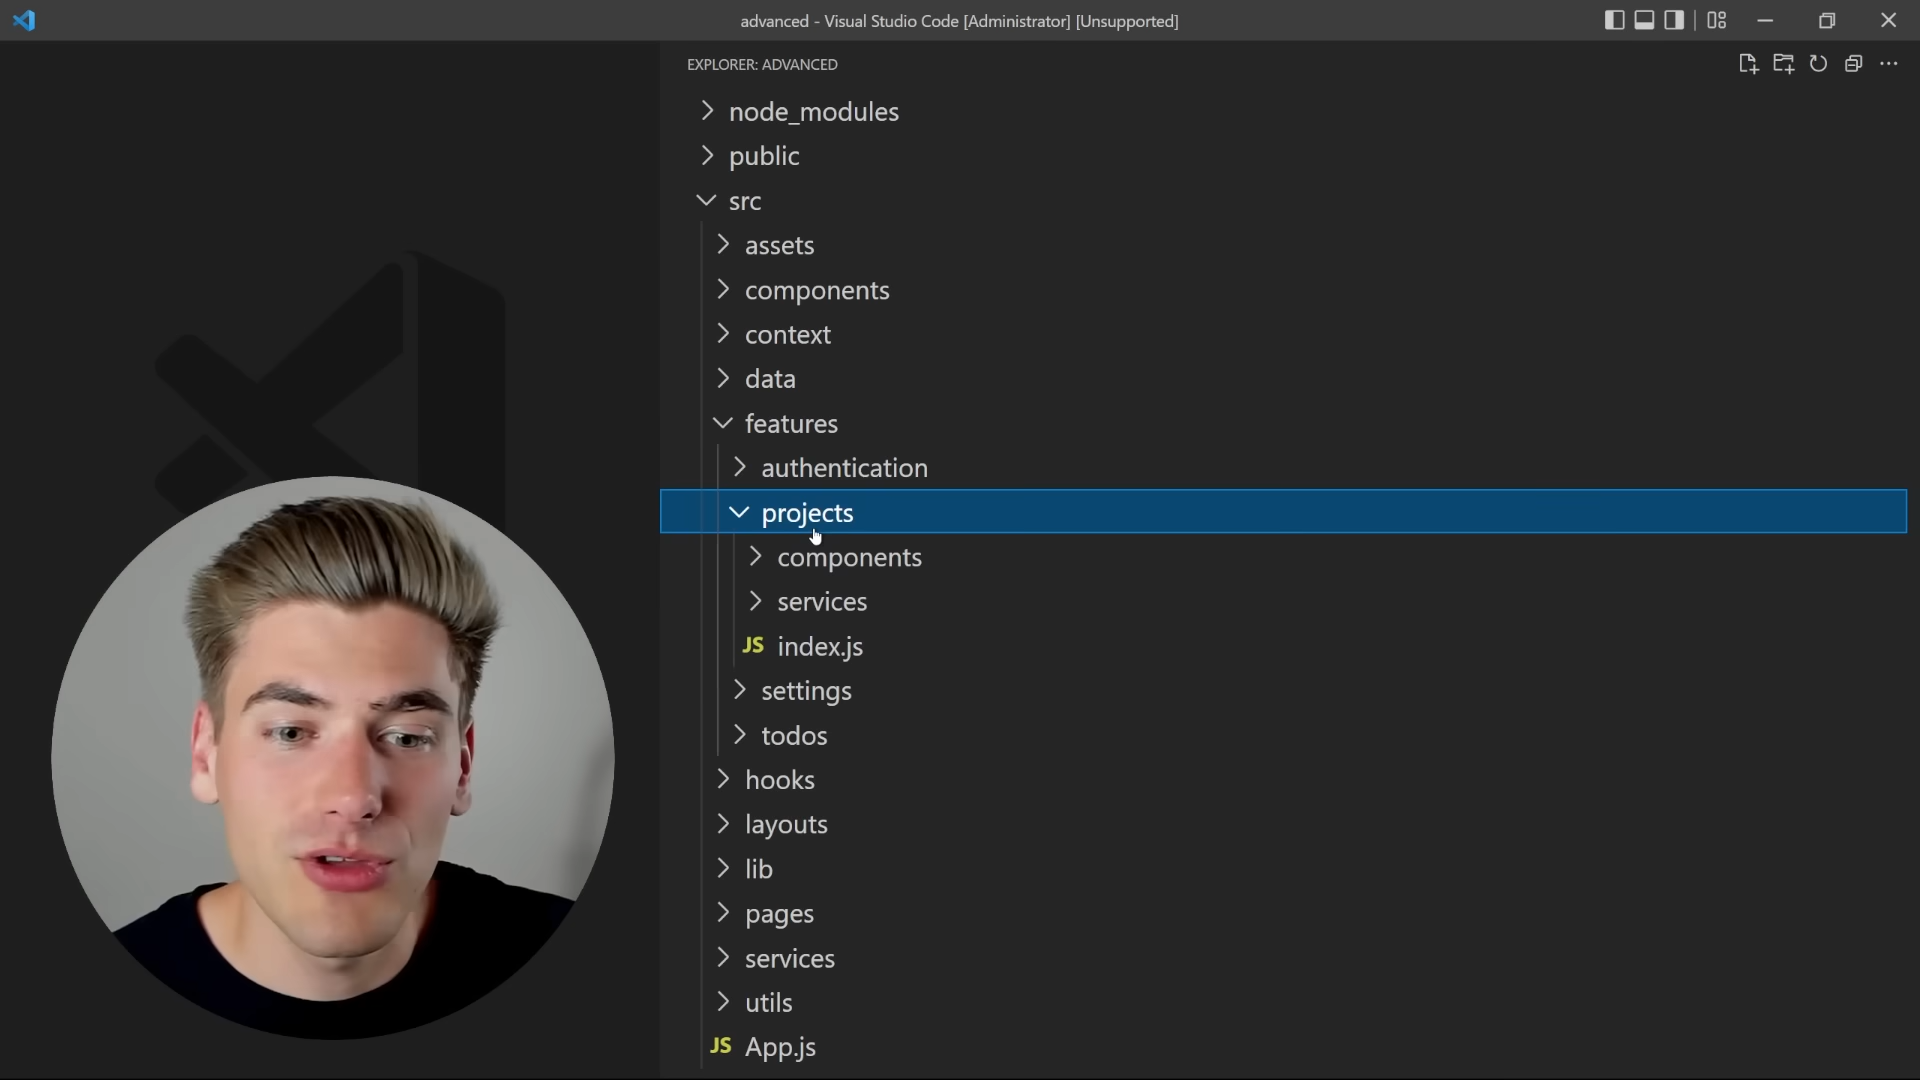 advanced - Visual Studio Code [Administrator] [Unsupported]
EXPLORER: ADVANCED
node_modules
public
src
assets
components
context
data
features
authentication
projects
components
services
JS index.js
settings
todos
hooks
layouts
lib
pages
services
utils
JS App.js